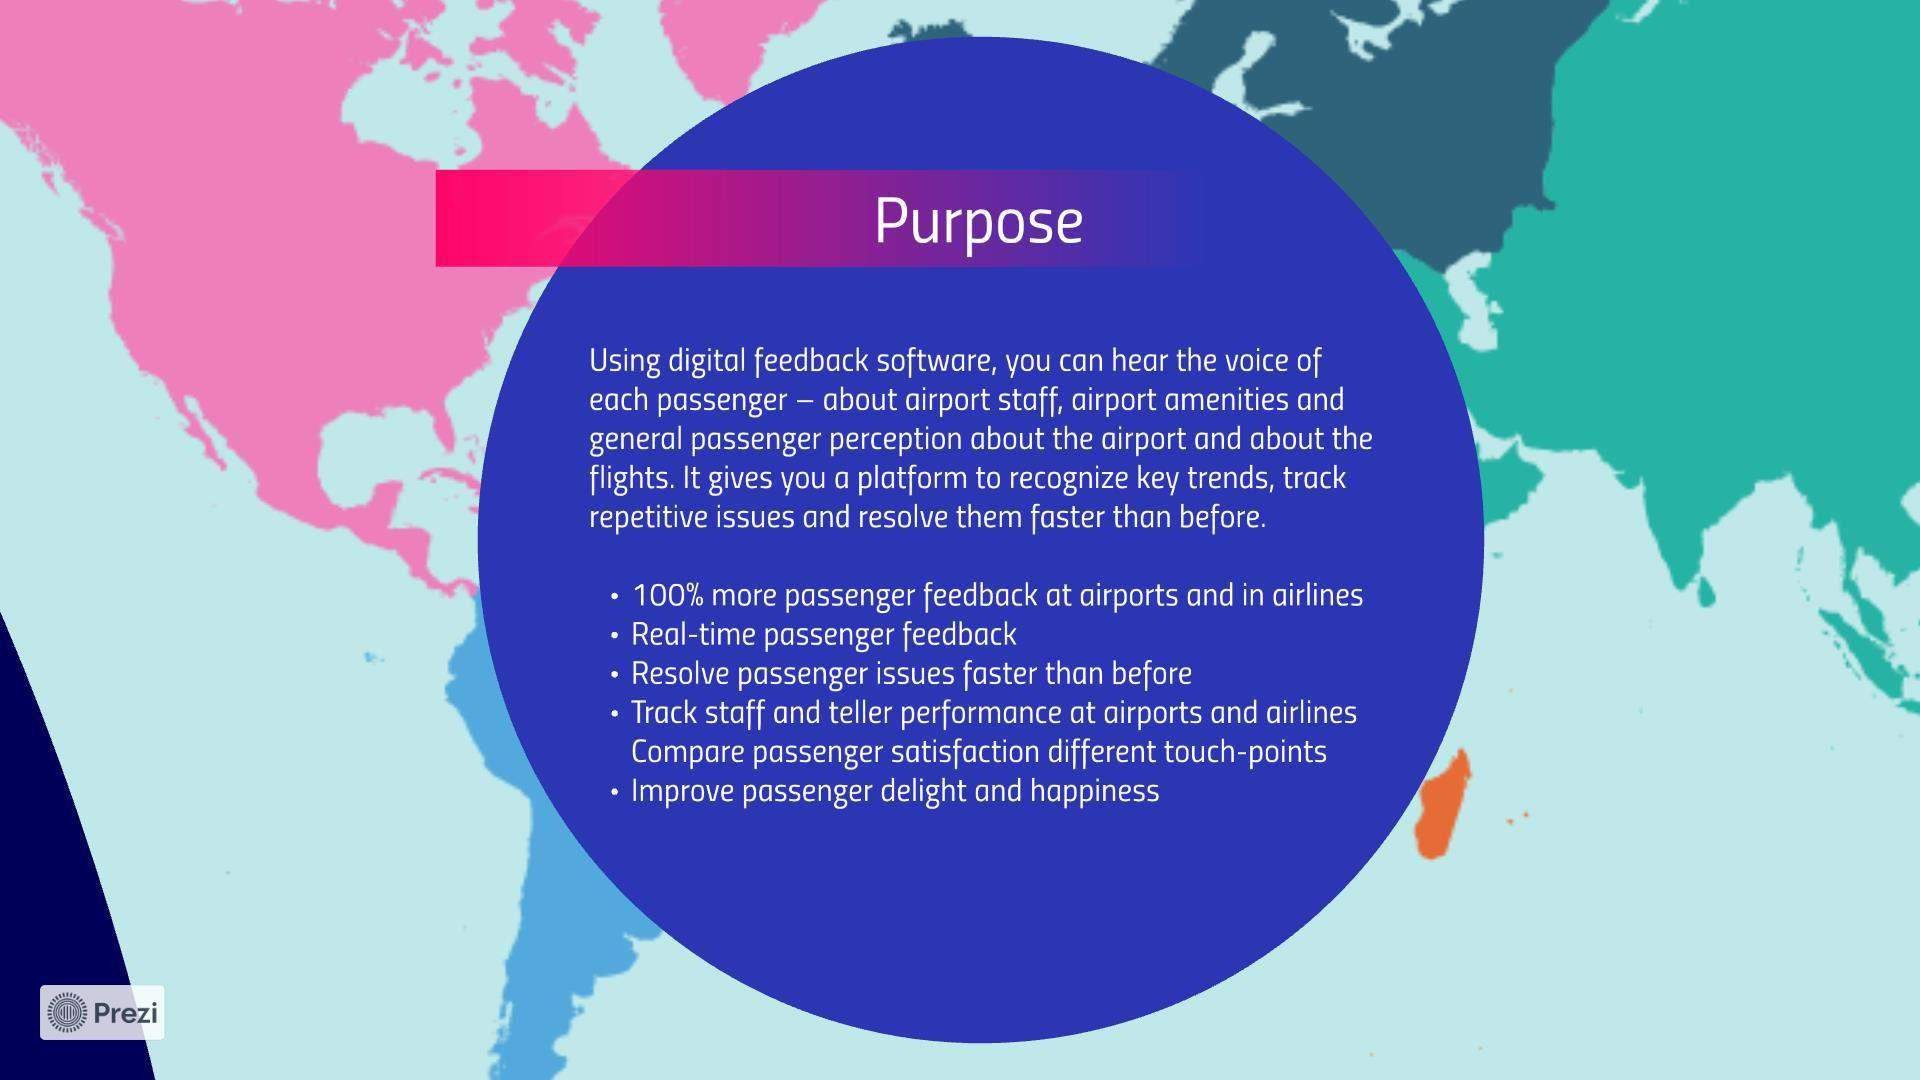 Purpose
Using digital feedback software, you can hear the voice of
each passenger – about airport staff, airport amenities and
general passenger perception about the airport and about the
flights. It gives you a platform to recognize key trends, track
repetitive issues and resolve them faster than before.
• 100% more passenger feedback at airports and in airlines
• Real-time passenger feedback
• Resolve passenger issues faster than before
• Track staff and teller performance at airports and airlines
Compare passenger satisfaction different touch-points
• Improve passenger delight and happiness
Prezi